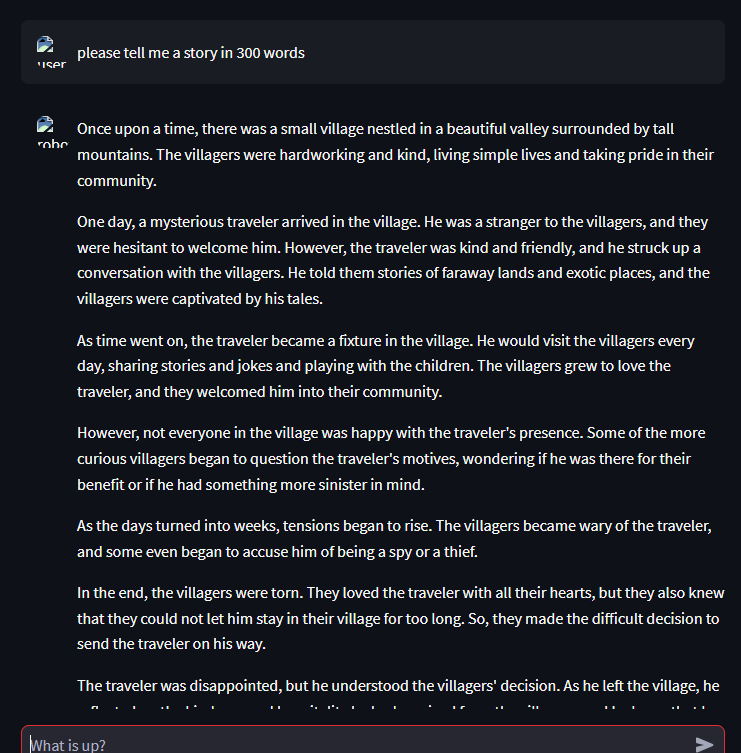 please tell me a story in 300 words
user
Once upon a time, there was a small village nestled in a beautiful valley surrounded by tall
robo
mountains. The villagers were hardworking and kind, living simple lives and taking pride in their
community.
One day, a mysterious traveler arrived in the village. He was a stranger to the villagers, and they
were hesitant to welcome him. However, the traveler was kind and friendly, and he struck up a
conversation with the villagers. He told them stories of faraway lands and exotic places, and the
villagers were captivated by his tales.
As time went on, the traveler became a fixture in the village. He would visit the villagers every
day, sharing stories and jokes and playing with the children. The villagers grew to love the
traveler, and they welcomed him into their community.
However, not everyone in the village was happy with the traveler's presence. Some of the more
curious villagers began to question the traveler's motives, wondering if he was there for their
benefit or if he had something more sinister in mind.
As the days turned into weeks, tensions began to rise. The villagers became wary of the traveler,
and some even began to accuse him of being a spy or a thief.
In the end, the villagers were torn. They loved the traveler with all their hearts, but they also knew
that they could not let him stay in their village for too long. So, they made the difficult decision to
send the traveler on his way.
The traveler was disappointed, but he understood the villagers' decision. As he left the village, he
What is up?